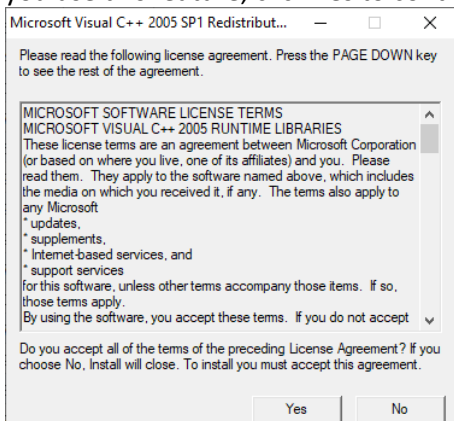 Microsoft Visual C++ 2005 SP1 Redistribut...
Please read the following license agreement. Press the PAGE DOWN key
to see the rest of the agreement.
MICROSOFT SOFTWARE LICENSE TERMS
MICROSOFT VISUAL C++ 2005 RUNTIME LIBRARIES
These license terms are an agreement between Microsoft Corporation
(or based on where you live, one of its affiliates) and you.  Please
read them.  They apply to the software named above, which includes
the media on which you received it, if any.  The terms also apply to
any Microsoft
* updates,
* supplements,
* Internet-based services, and
* support services
for this software, unless other terms accompany those items.  If so,
those terms apply.
By using the software, you accept these terms.  If you do not accept
Do you accept all of the terms of the preceding License Agreement? If you
choose No, Install will close. To install you must accept this agreement.
Yes
No